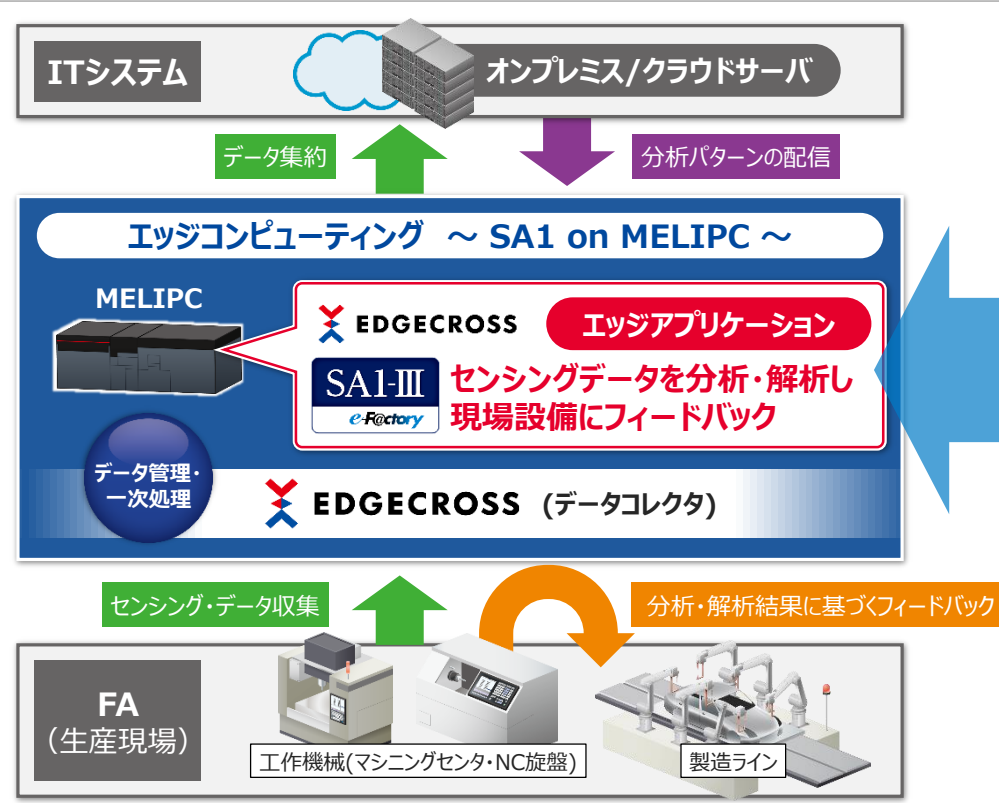 ITシステム
オンプレミス/クラウドサーバ
データ集約
分析パターンの配信
エッジコンピューティング ～ SA1 on MELIPC ～
MELIPC
EDGECROSS
エッジアプリケーション
SA1-III
e-F@ctory
センシングデータを分析・解析し
現場設備にフィードバック
データ管理・
一次処理
EDGECROSS (データコレクタ)
センシング・データ収集
分析・解析結果に基づくフィードバック
FA
(生産現場)
工作機械(マシニングセンタ・NC旋盤)
製造ライン